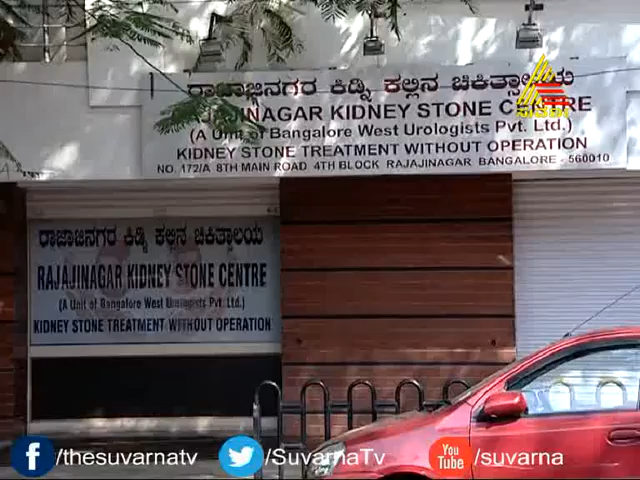 ರಾಜಾಜಿನಗರ ಕಿಡ್ನಿ ಕಲ್ಲಿನ ಚಿಕಿತ್ಸಾಲಯ
RAJAJINAGAR KIDNEY STONE CENTRE
(A Unit of Bangalore West Urologists Pvt. Ltd.)
KIDNEY STONE TREATMENT WITHOUT OPERATION
NO. 172/A 8TH MAIN ROAD 4TH BLOCK RAJAJINAGAR BANGALORE - 560010
ರಾಜಾಜಿನಗರ ಕಿಡ್ನಿ ಕಲ್ಲಿನ ಚಿಕಿತ್ಸಾಲಯ
RAJAJINAGAR KIDNEY STONE CENTRE
(A Unit of Bangalore West Urologists Pvt. Ltd.)
KIDNEY STONE TREATMENT WITHOUT OPERATION
f /thesuvarnatv /SuvarnaTv You Tube /suvarna